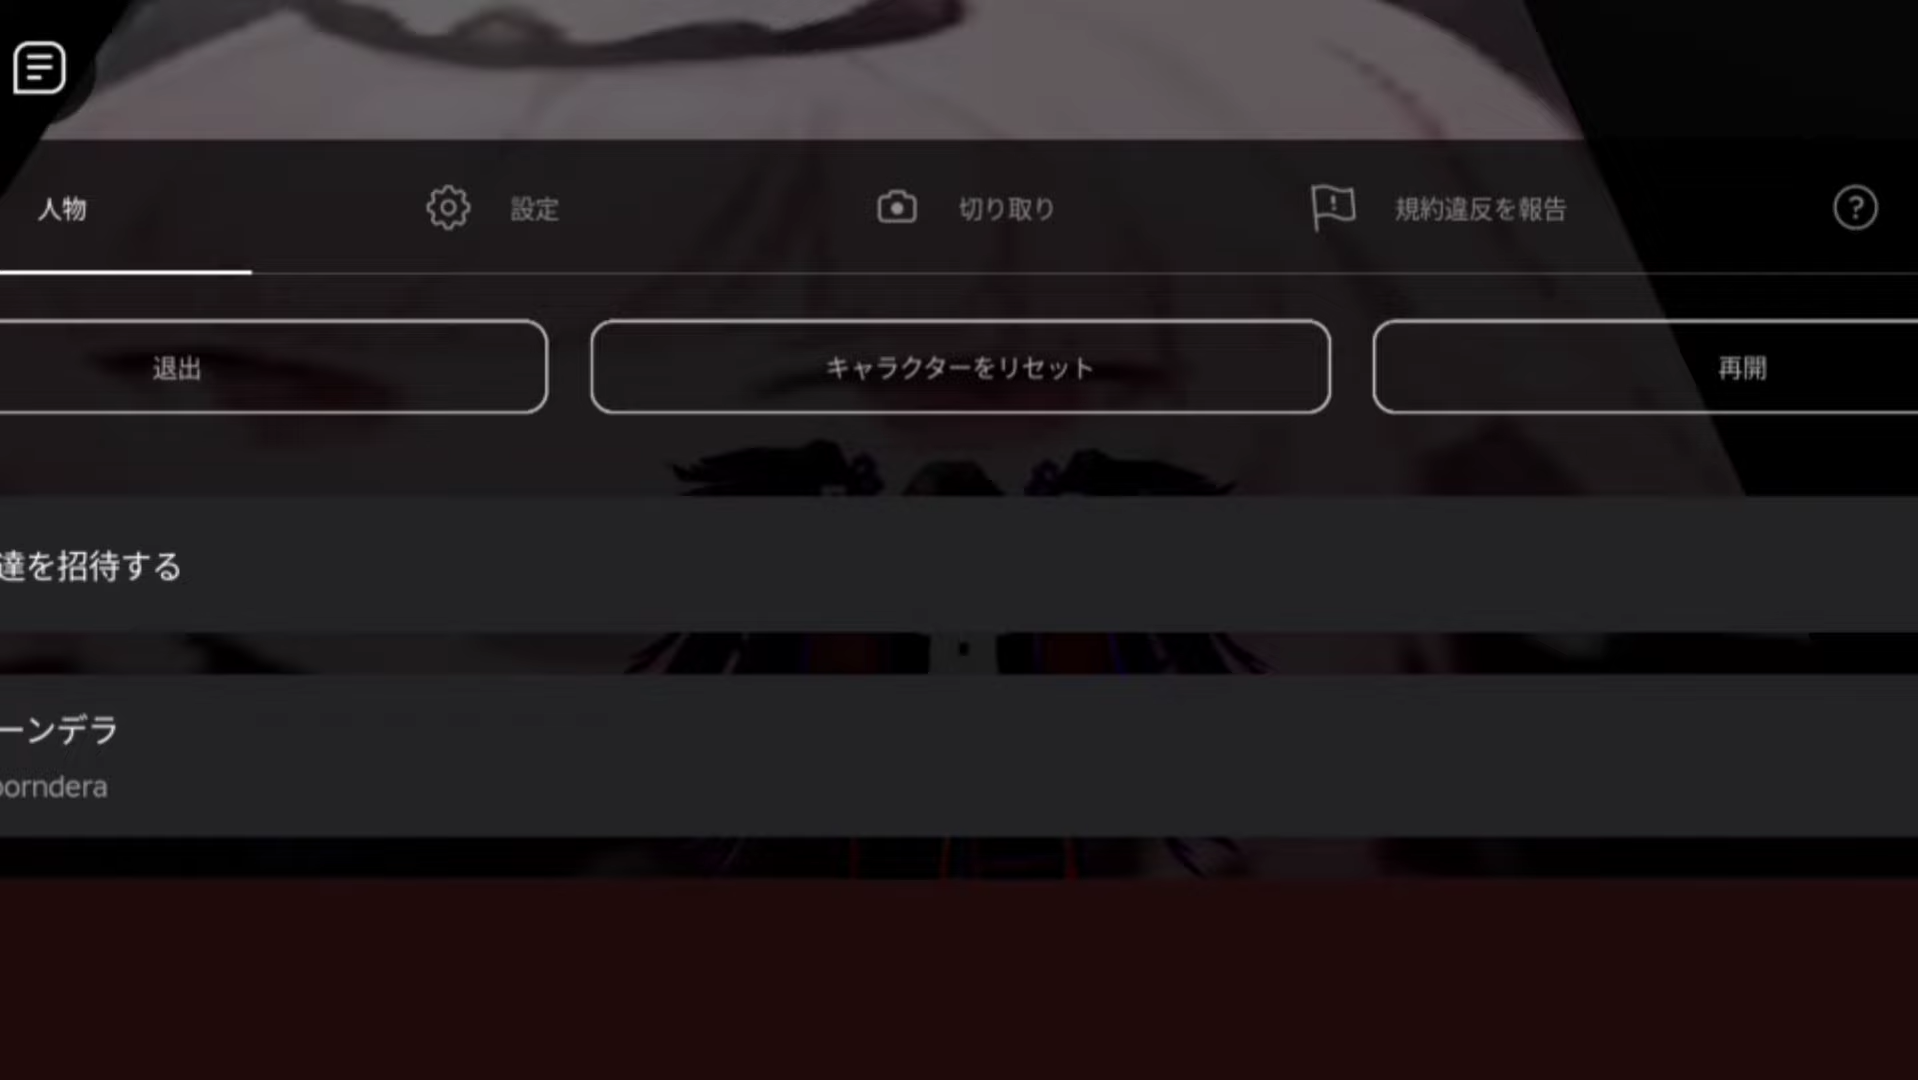 人物
設定
切り取り
規約違反を報告
退出
キャラクターをリセット
再開
達を招待する
ーンデラ
orndera